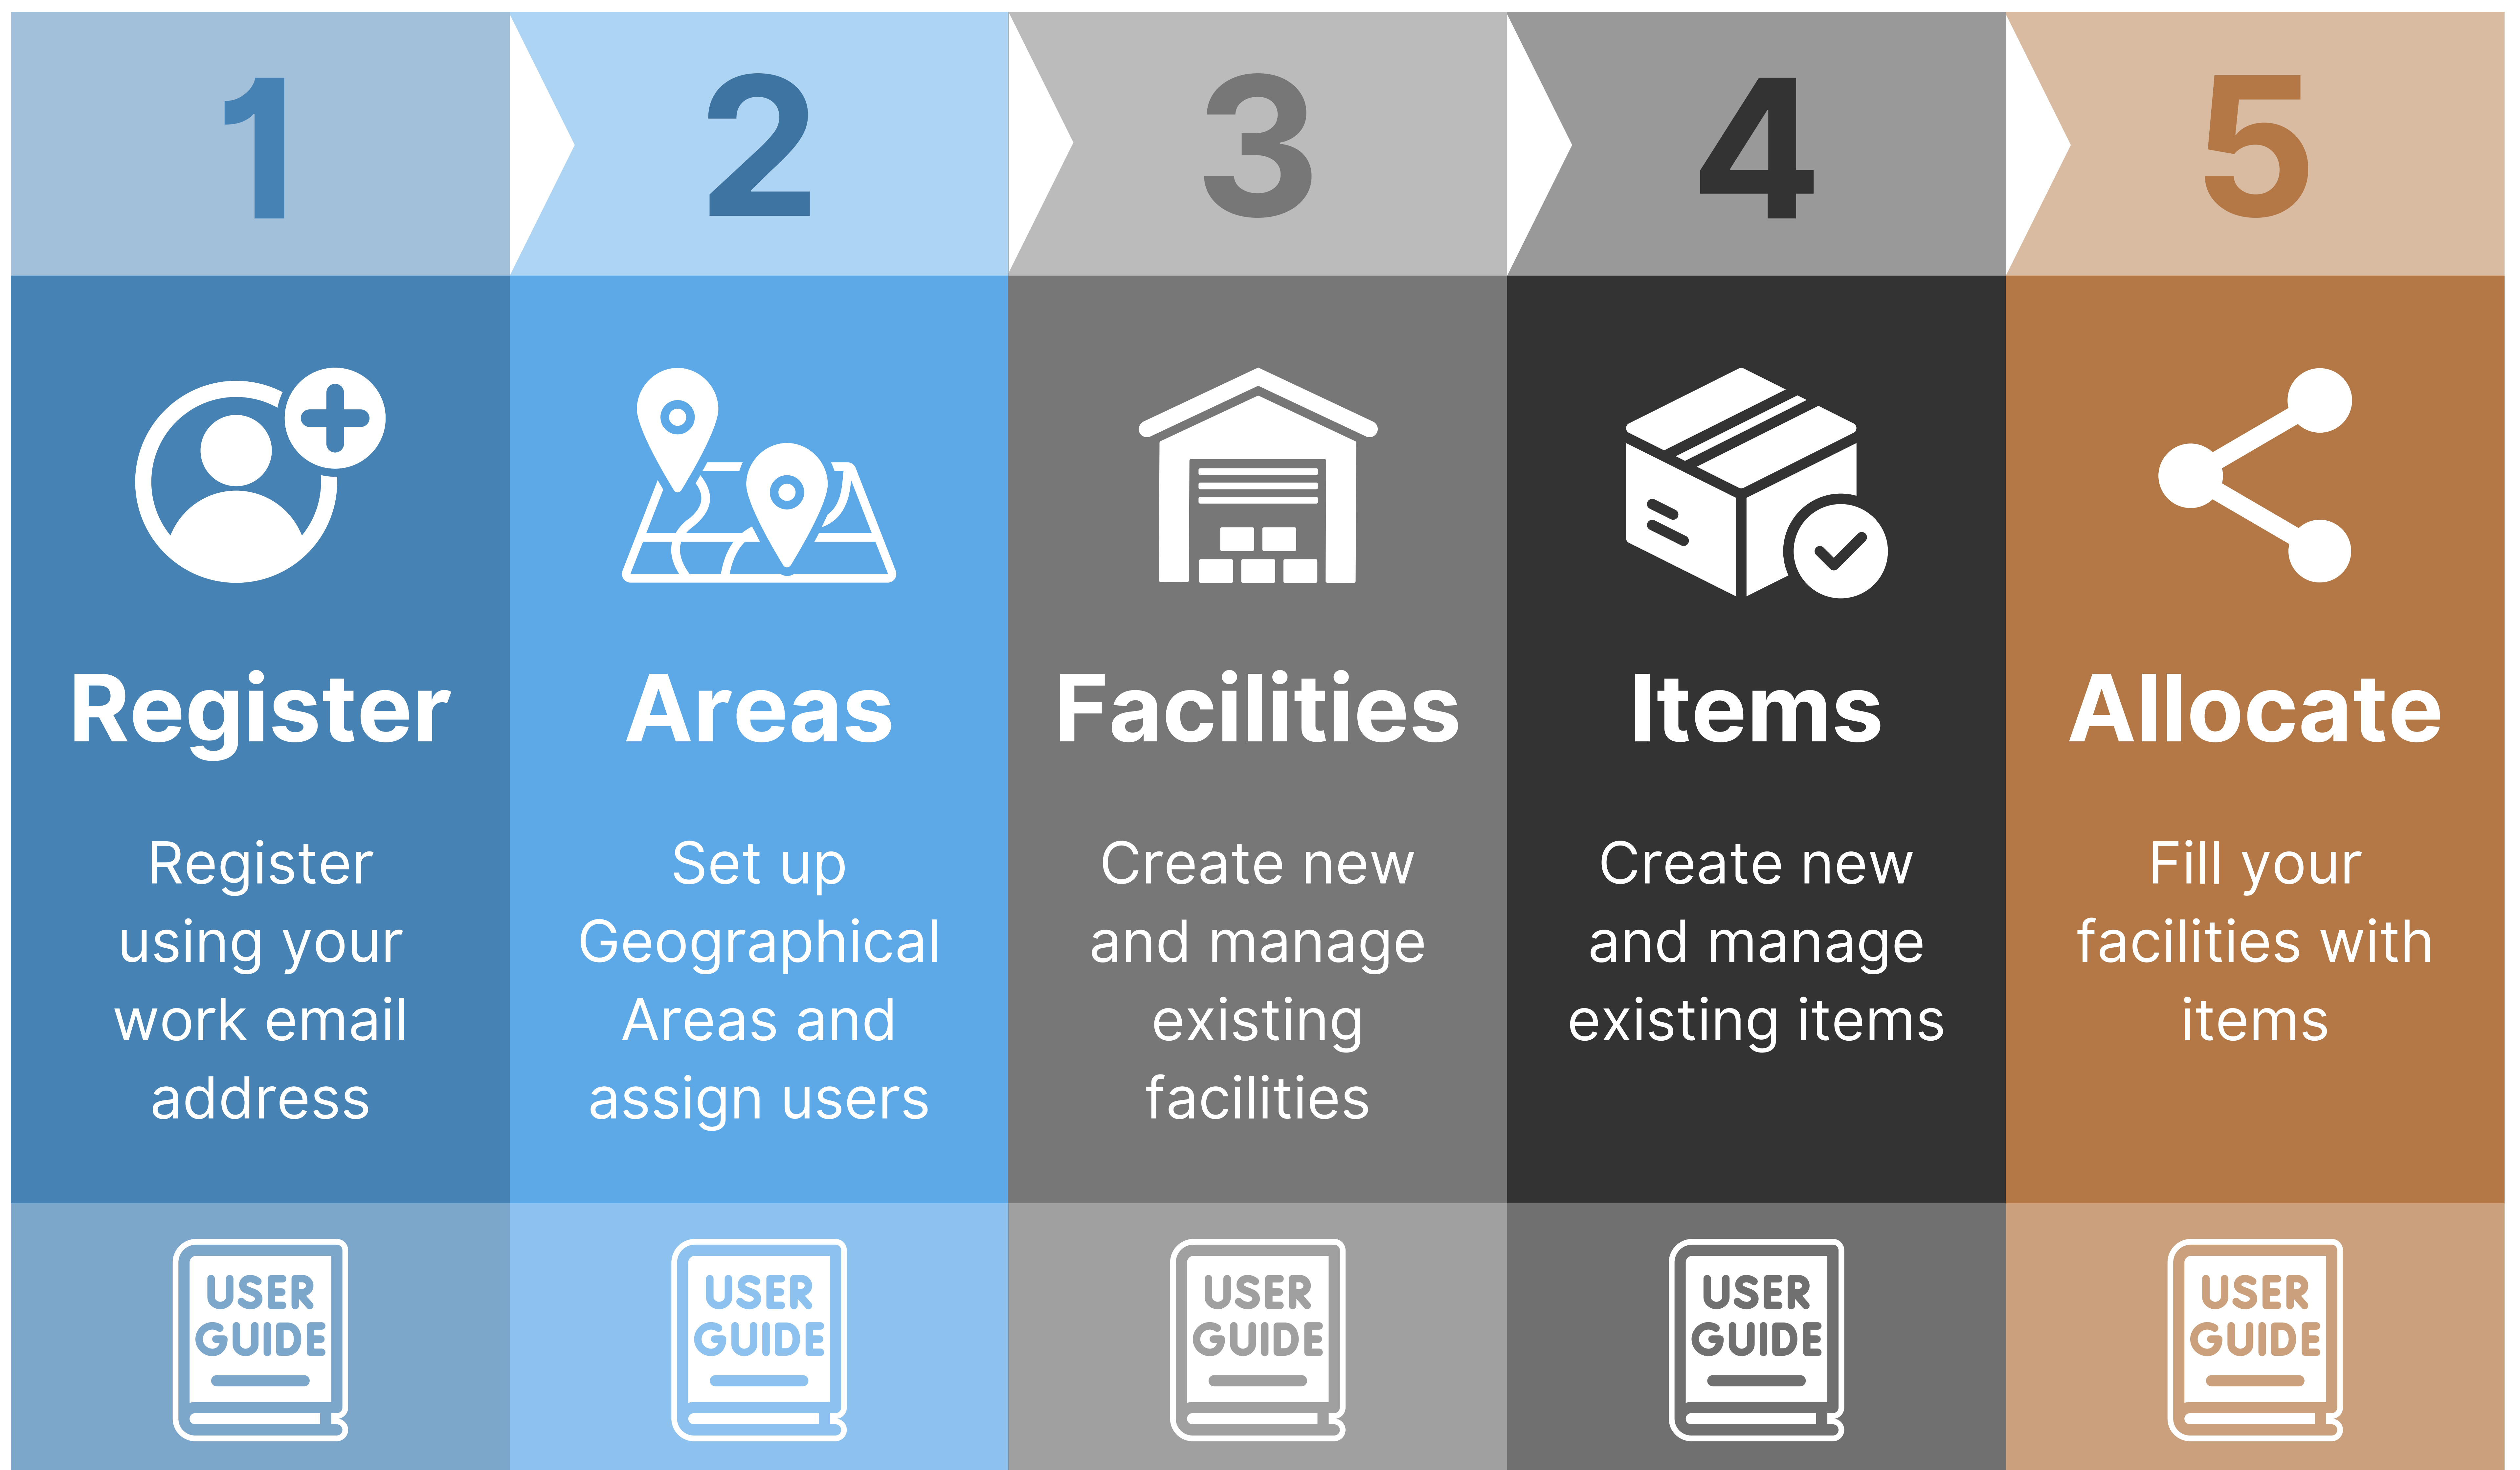 1
Register
Register
using your
work email
address
USER
GUIDE
2
Areas
Set up
Geographical
Areas and
assign users
USER
GUIDE
3
Facilities
Create new
and manage
existing
facilities
USER
GUIDE
4
Items
Create new
and manage
existing items
USER
GUIDE
5
Allocate
Fill your
facilities with
items
USER
GUIDE